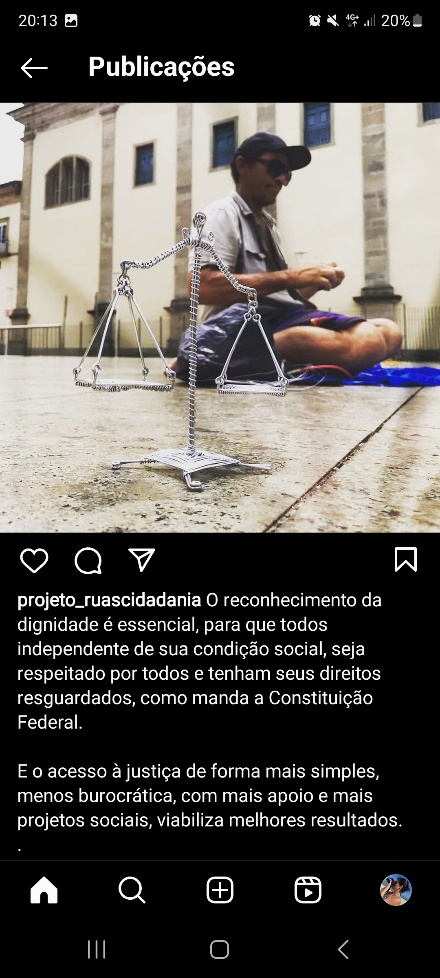 20:13 4G+ 20%
Publicações
projeto_ruascidadania O reconhecimento da
dignidade é essencial, para que todos
independente de sua condição social, seja
respeitado por todos e tenham seus direitos
resguardados, como manda a Constituição
Federal.
E o acesso à justiça de forma mais simples,
menos burocrática, com mais apoio e mais
projetos sociais, viabiliza melhores resultados.
.